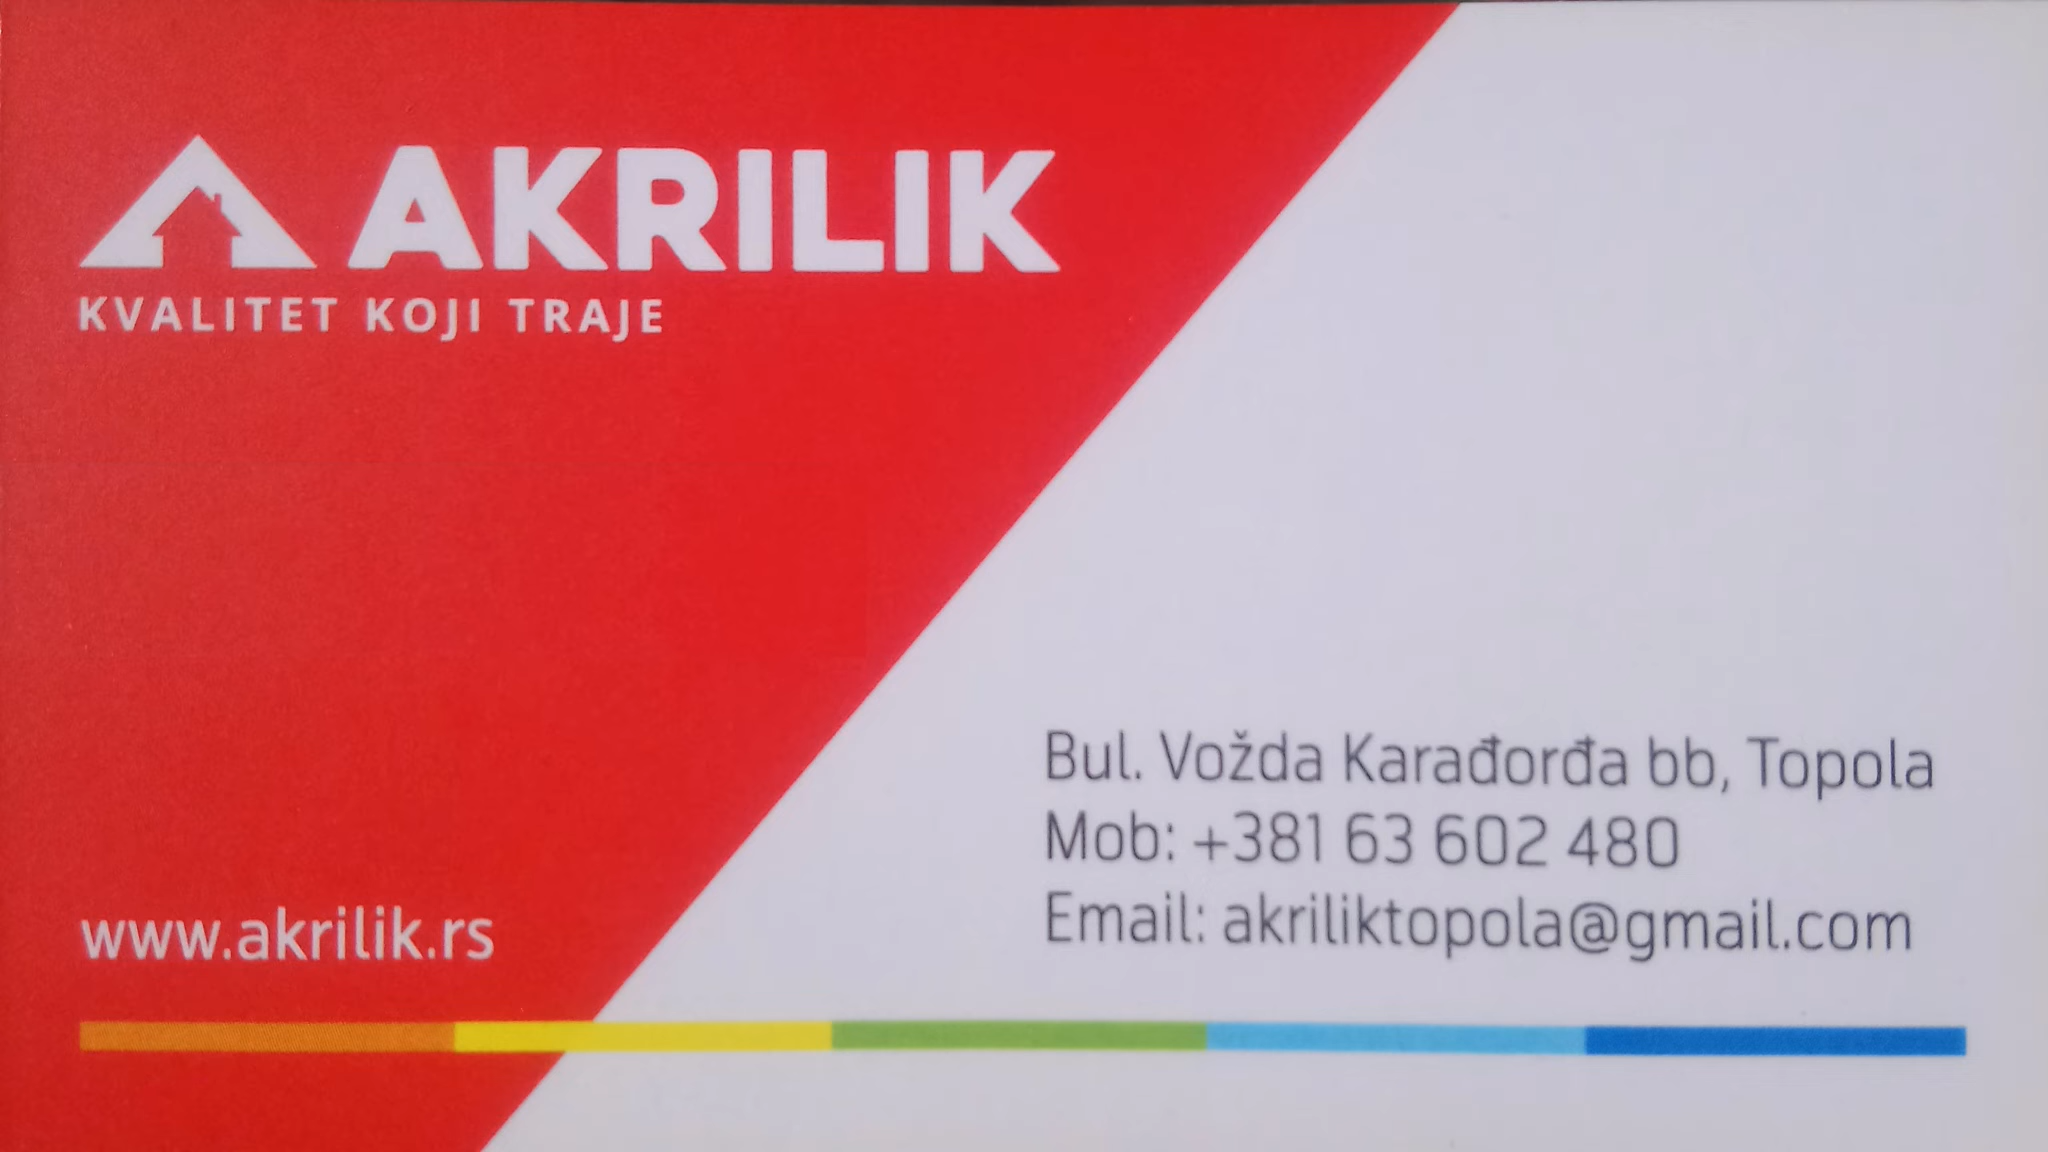 AKRILIK
KVALITET KOJI TRAJE
www.akrilik.rs
Bul. Vožda Karađorđa bb, Topola
Mob: +381 63 602 480
Email: akriliktopola@gmail.com